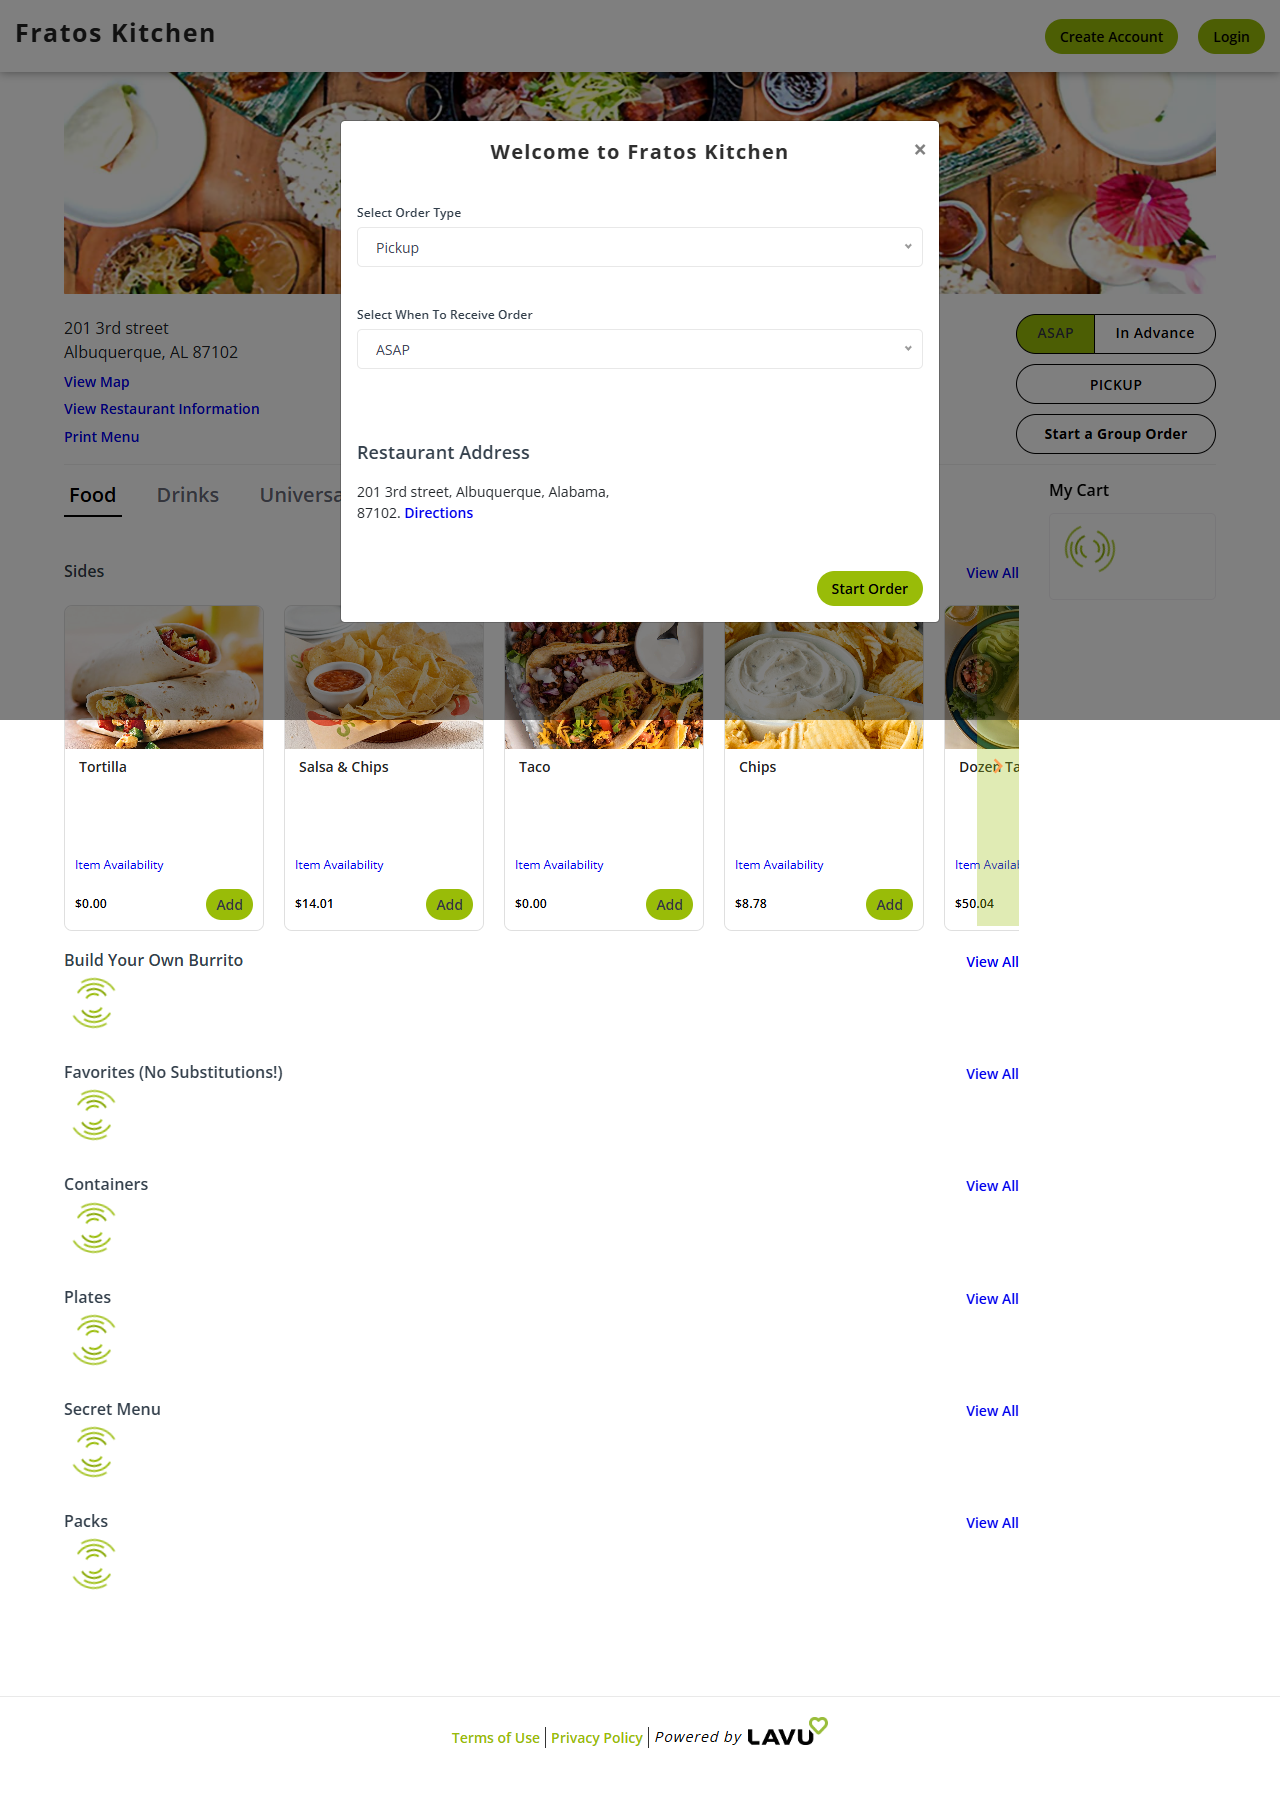 Fratos Kitchen
Create Account
Login
Welcome to Fratos Kitchen
×
Select Order Type
Pickup
Select When To Receive Order
ASAP
Restaurant Address
201 3rd street, Albuquerque, Alabama,
87102. Directions
Start Order
201 3rd street
Albuquerque, AL 87102
View Map
View Restaurant Information
Print Menu
ASAP
In Advance
PICKUP
Start a Group Order
Food
Drinks
Universa
My Cart
Sides
View All
Tortilla
Salsa & Chips
Taco
Chips
Dozen Ta
Item Availability
Item Availability
Item Availability
Item Availability
Item Availab
$0.00
Add
$14.01
Add
$0.00
Add
$8.78
Add
$50.04
Build Your Own Burrito
View All
Favorites (No Substitutions!)
View All
Containers
View All
Plates
View All
Secret Menu
View All
Packs
View All
Terms of Use
Privacy Policy
Powered by LAVU